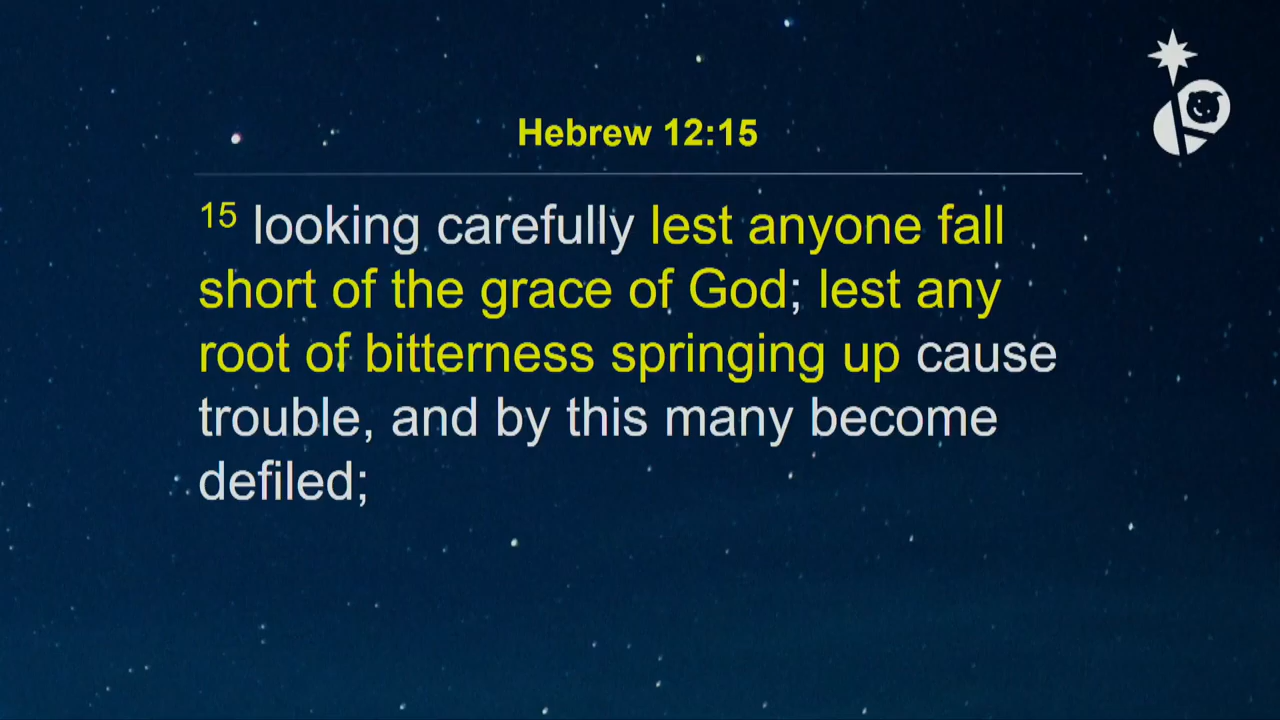 Hebrew 12:15
15 looking carefully lest anyone fall
short of the grace of God; lest any
root of bitterness springing up cause
trouble, and by this many become
defiled;